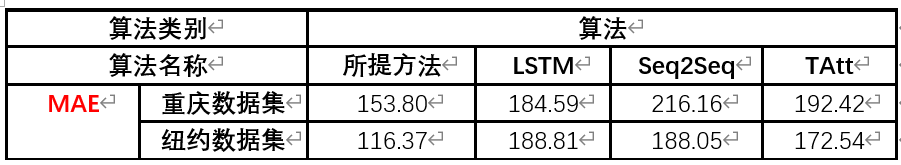 算法类别 算法
算法名称 所提方法 LSTM Seq2Seq TAtt
MAE 重庆数据集 153.80 184.59 216.16 192.42
纽约数据集 116.37 188.81 188.05 172.54